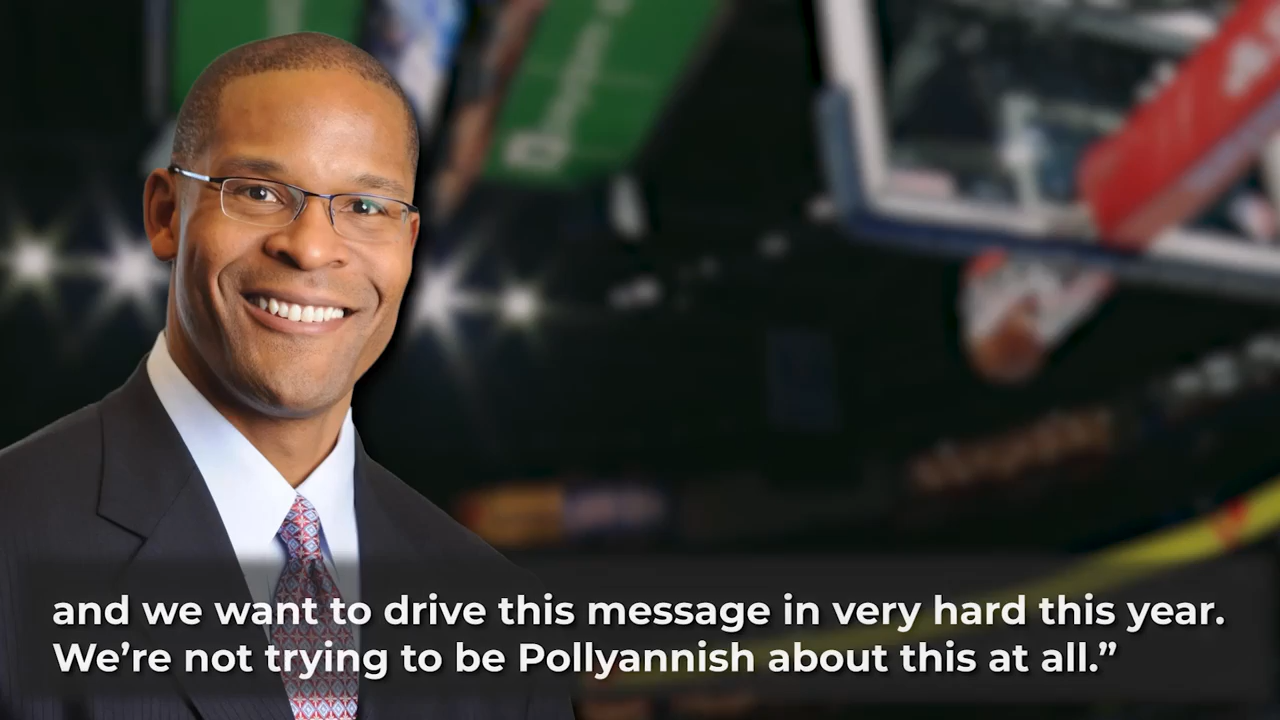 and we want to drive this message in very hard this year.
We’re not trying to be Pollyannish about this at all.”